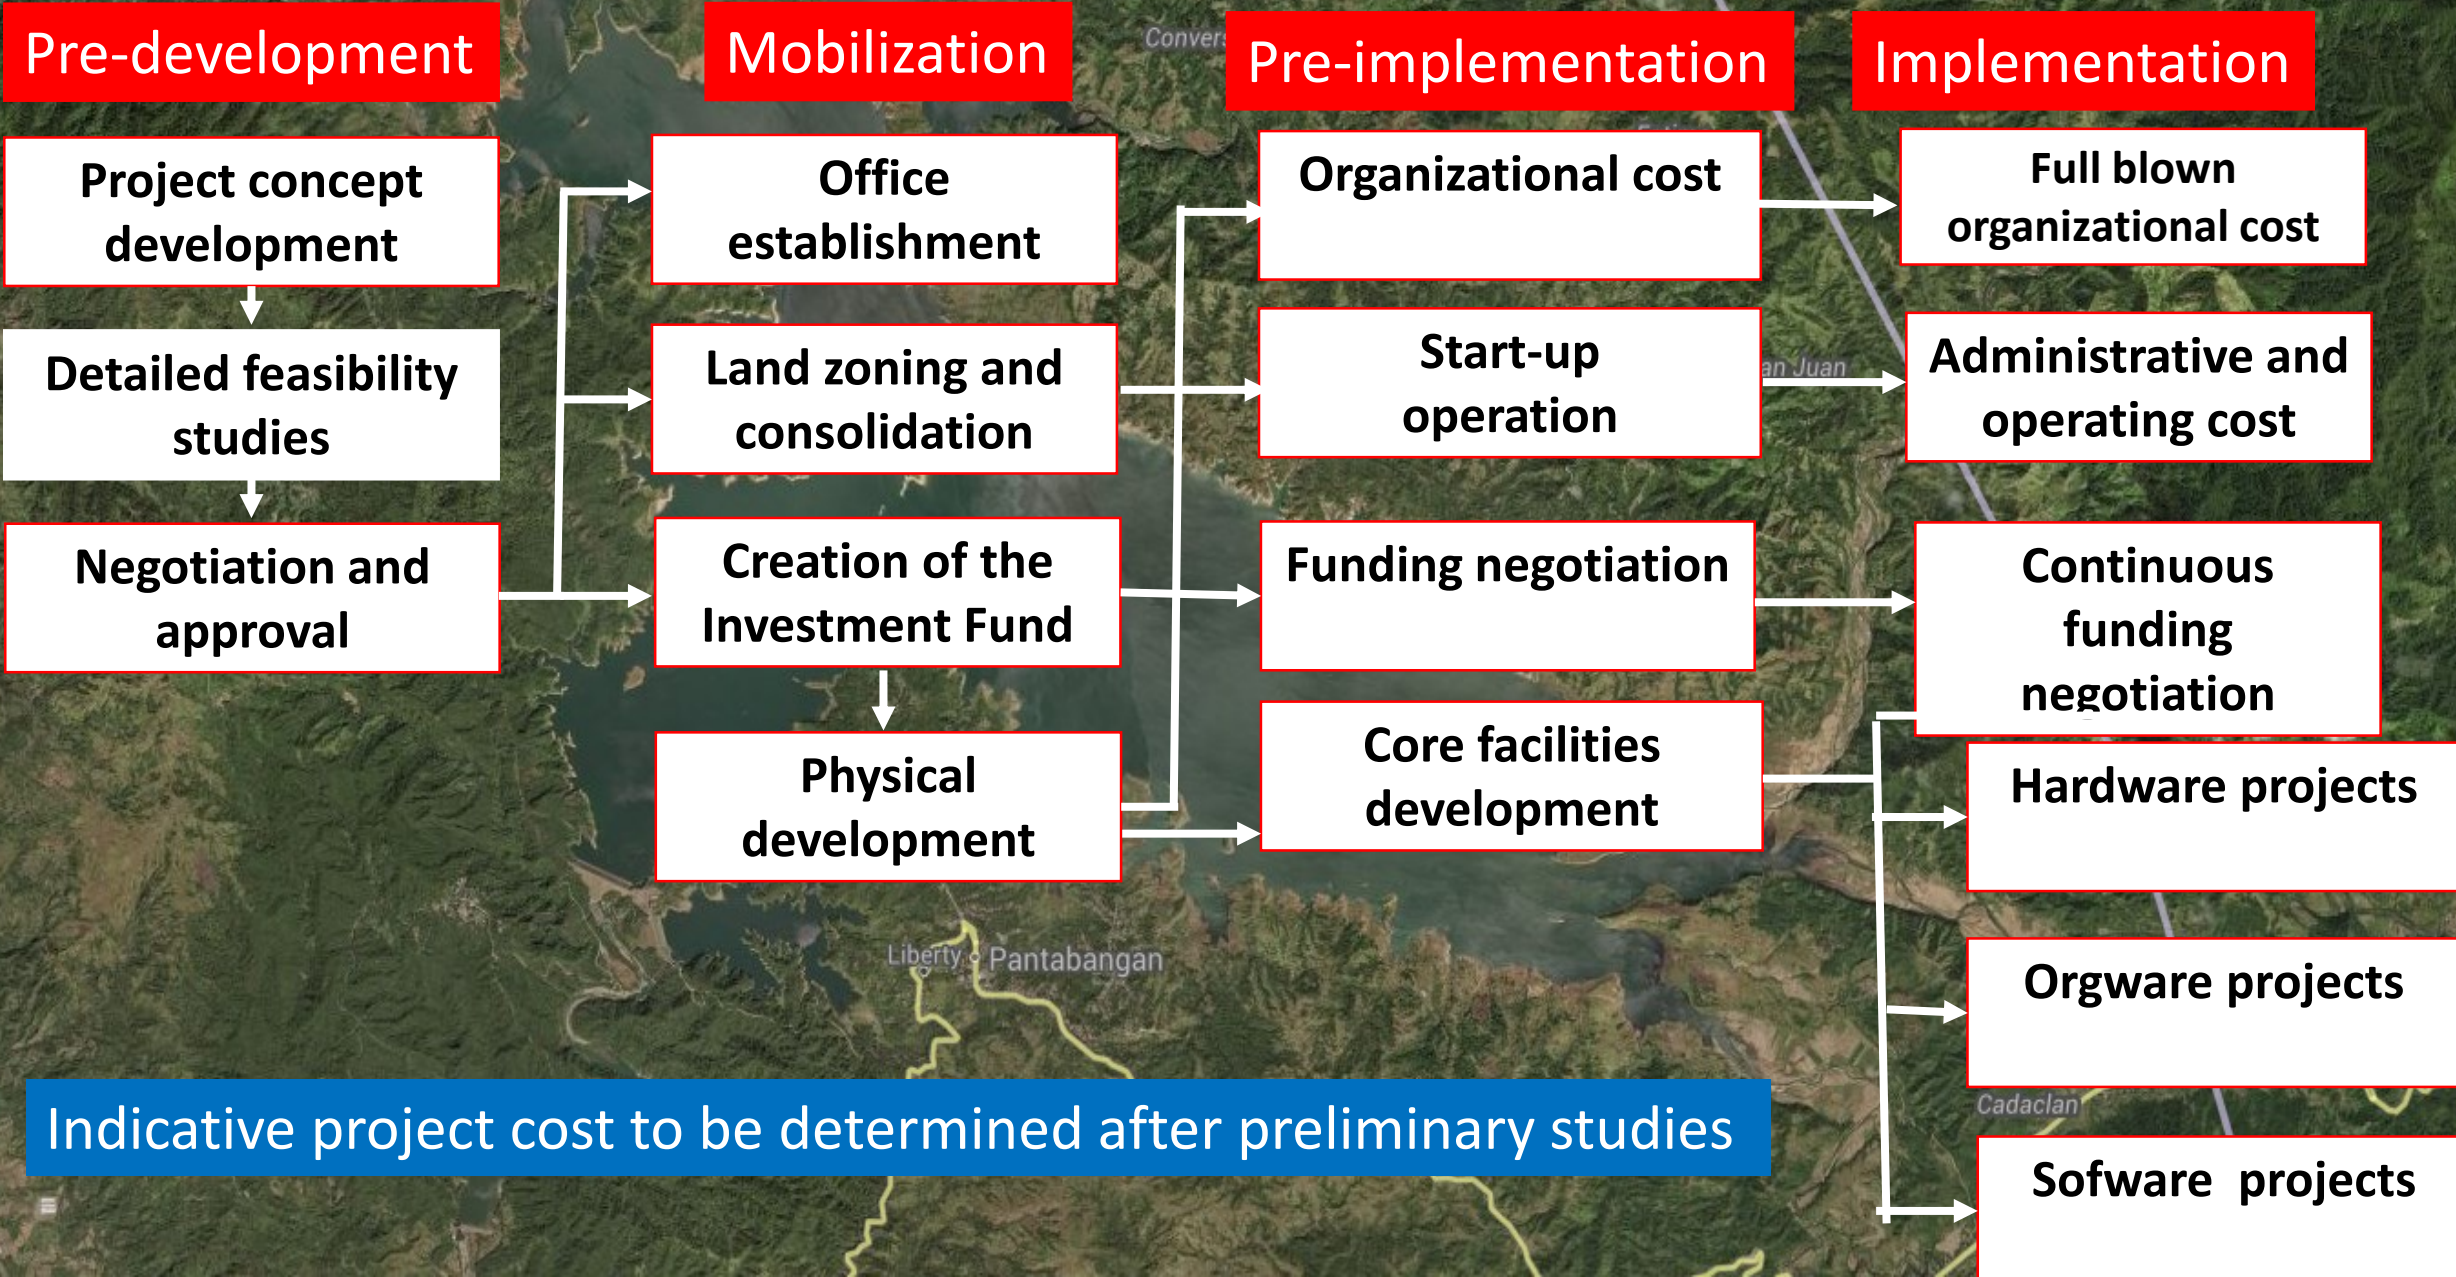 Pre-development
Mobilization
Pre-implementation
Implementation
Project concept
development
Detailed feasibility
studies
Negotiation and
approval
Office
establishment
Land zoning and
consolidation
Creation of the
Investment Fund
Physical
development
Organizational cost
Start-up
operation
Funding negotiation
Core facilities
development
Full blown
organizational cost
Administrative and
operating cost
Continuous
funding
negotiation
Hardware projects
Orgware projects
Sofware projects
Indicative project cost to be determined after preliminary studies
Juan
Liberty
Pantabangan
Cadaclan